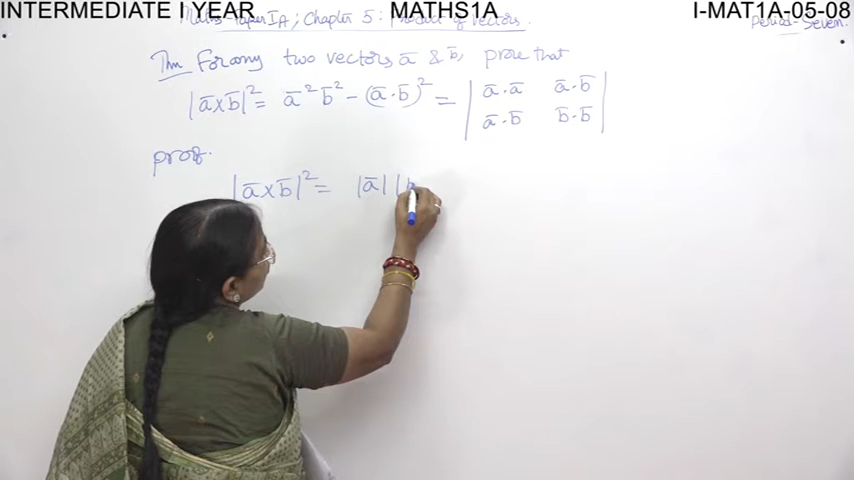 INTERMEDIATE I YEAR MATHS1A I-MAT1A-05-08
Maths-Paper IA; Chapter 5: Product of vectors. Period-Seven.
Thm For any two vectors a̅ & b̅, prove that
|a̅×b̅|² = a̅² b̅² − (a̅·b̅)² = | a̅·a̅ a̅·b̅ |
| a̅·b̅ b̅·b̅ |
proof.
|a̅×b̅|² = |a̅| |b